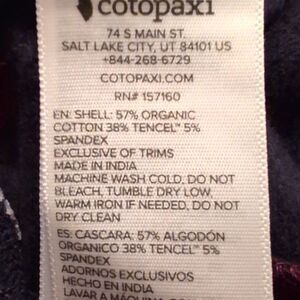 cotopaxi
74 S MAIN ST.
SALT LAKE CITY, UT 84101 US
+844-268-6729
COTOPAXI.COM
RN# 157160
EN: SHELL: 57% ORGANIC
COTTON 38% TENCEL™ 5%
SPANDEX
EXCLUSIVE OF TRIMS
MADE IN INDIA
MACHINE WASH COLD, DO NOT
BLEACH, TUMBLE DRY LOW,
WARM IRON IF NEEDED, DO NOT
DRY CLEAN
ES: CASCARA: 57% ALGODÓN
ORGANICO 38% TENCEL™ 5%
SPANDEX
ADORNOS EXCLUSIVOS
HECHO EN INDIA
LAVAR A MÁQUINA